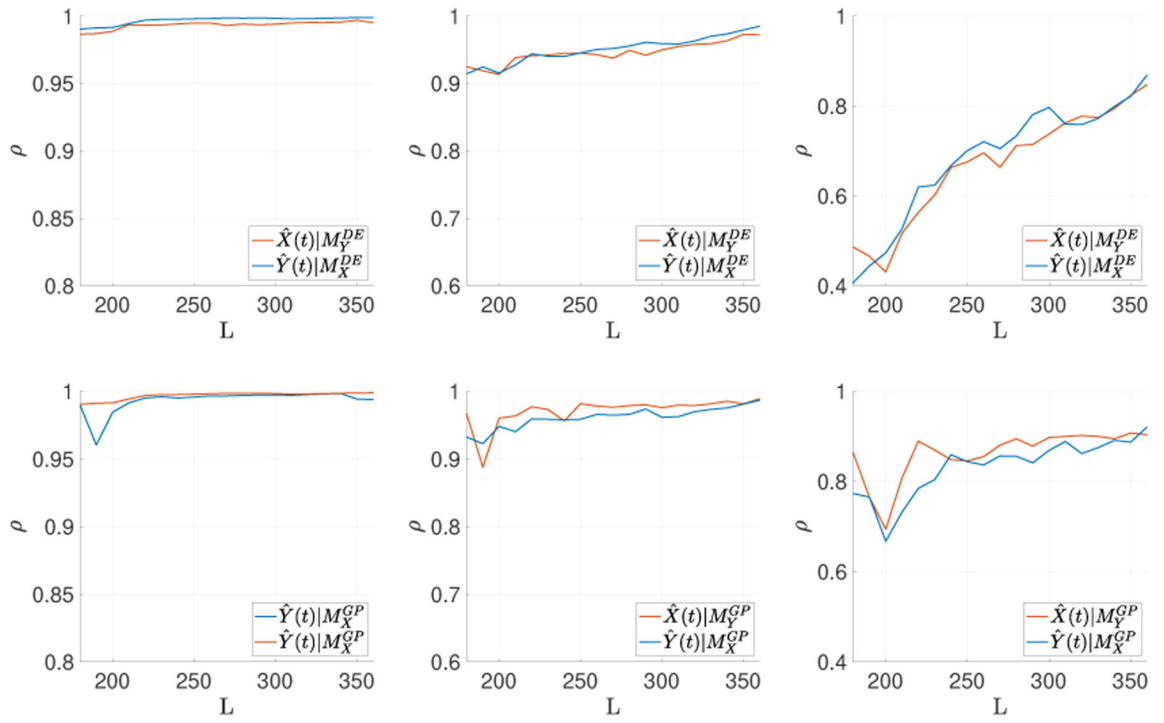 1
0.95
0.9
0.85
0.8
ρ
200 250 300 350
L
X̂(t)|M_Y^{DE}
Ŷ(t)|M_X^{DE}
1
0.9
0.8
0.7
0.6
ρ
200 250 300 350
L
X̂(t)|M_Y^{DE}
Ŷ(t)|M_X^{DE}
0.8
0.6
0.4
ρ
200 250 300 350
L
X̂(t)|M_Y^{DE}
Ŷ(t)|M_X^{DE}
1
0.95
0.9
0.85
0.8
ρ
200 250 300 350
L
Ŷ(t)|M_X^{GP}
Ŷ(t)|M_X^{GP}
1
0.9
0.8
0.7
0.6
ρ
200 250 300 350
L
X̂(t)|M_Y^{GP}
Ŷ(t)|M_X^{GP}
1
0.8
0.6
0.4
ρ
200 250 300 350
L
X̂(t)|M_Y^{GP}
Ŷ(t)|M_X^{GP}